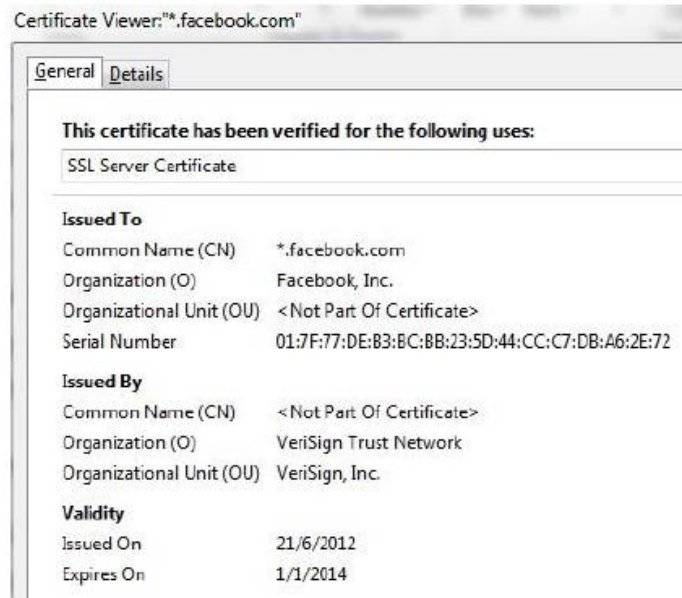 Certificate Viewer:"*.facebook.com"
General Details
This certificate has been verified for the following uses:
SSL Server Certificate
Issued To
Common Name (CN) *.facebook.com
Organization (O) Facebook, Inc.
Organizational Unit (OU) <Not Part Of Certificate>
Serial Number 01:7F:77:DE:B3:BC:BB:23:5D:44:CC:C7:DB:A6:2E:72
Issued By
Common Name (CN) <Not Part Of Certificate>
Organization (O) VeriSign Trust Network
Organizational Unit (OU) VeriSign, Inc.
Validity
Issued On 21/6/2012
Expires On 1/1/2014